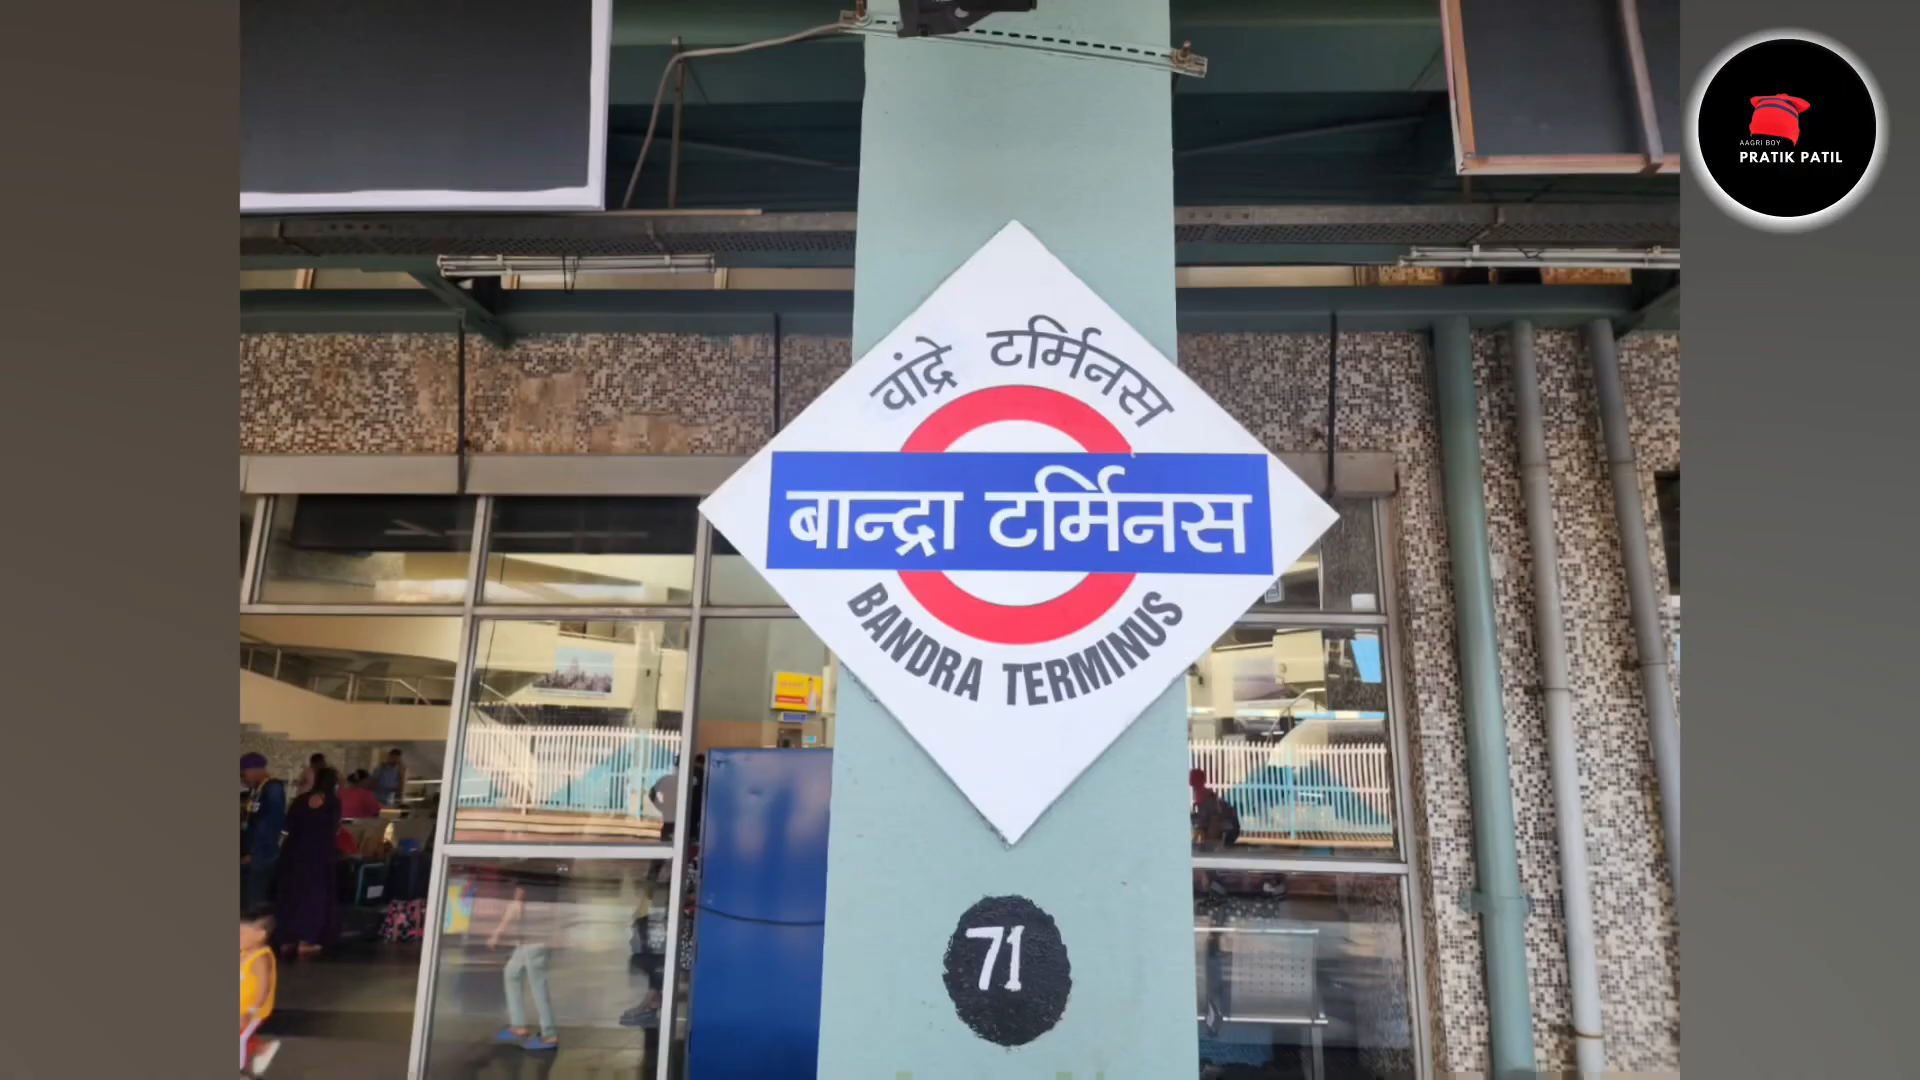 वांद्रे टर्मिनस
बान्द्रा टर्मिनस
BANDRA TERMINUS
71
AAGRI BOY
PRATIK PATIL